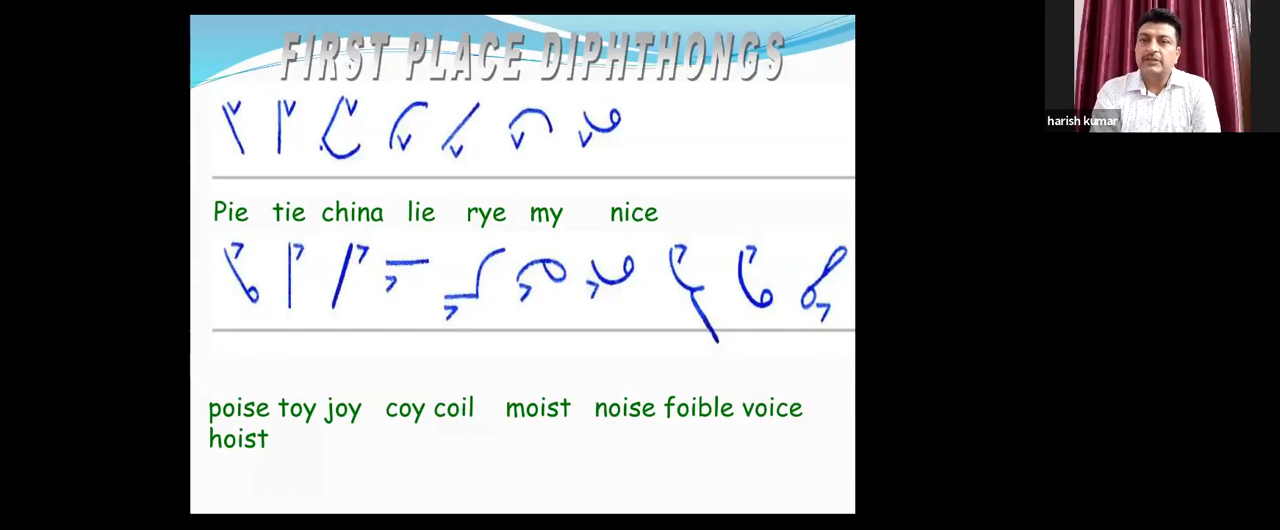 FIRST PLACE DIPHTHONGS
harish kumar
Pie tie china lie rye my nice
poise toy joy coy coil moist noise foible voice
hoist